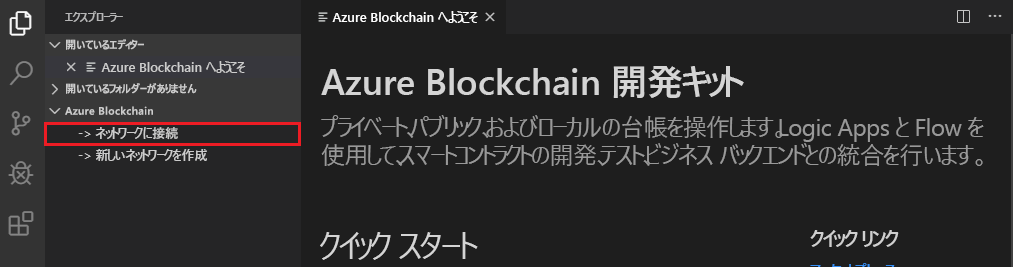 エクスプローラー
開いているエディター
Azure Blockchain へようこそ
開いているフォルダーがありません
Azure Blockchain
-> ネットワークに接続
-> 新しいネットワークを作成
Azure Blockchain へようこそ
Azure Blockchain 開発キット
プライベート、パブリック、およびローカルの台帳を操作します。Logic Apps と Flow を
使用して、スマートコントラクトの開発、テスト、ビジネス バックエンドとの統合を行います。
クイック スタート
クイック リンク